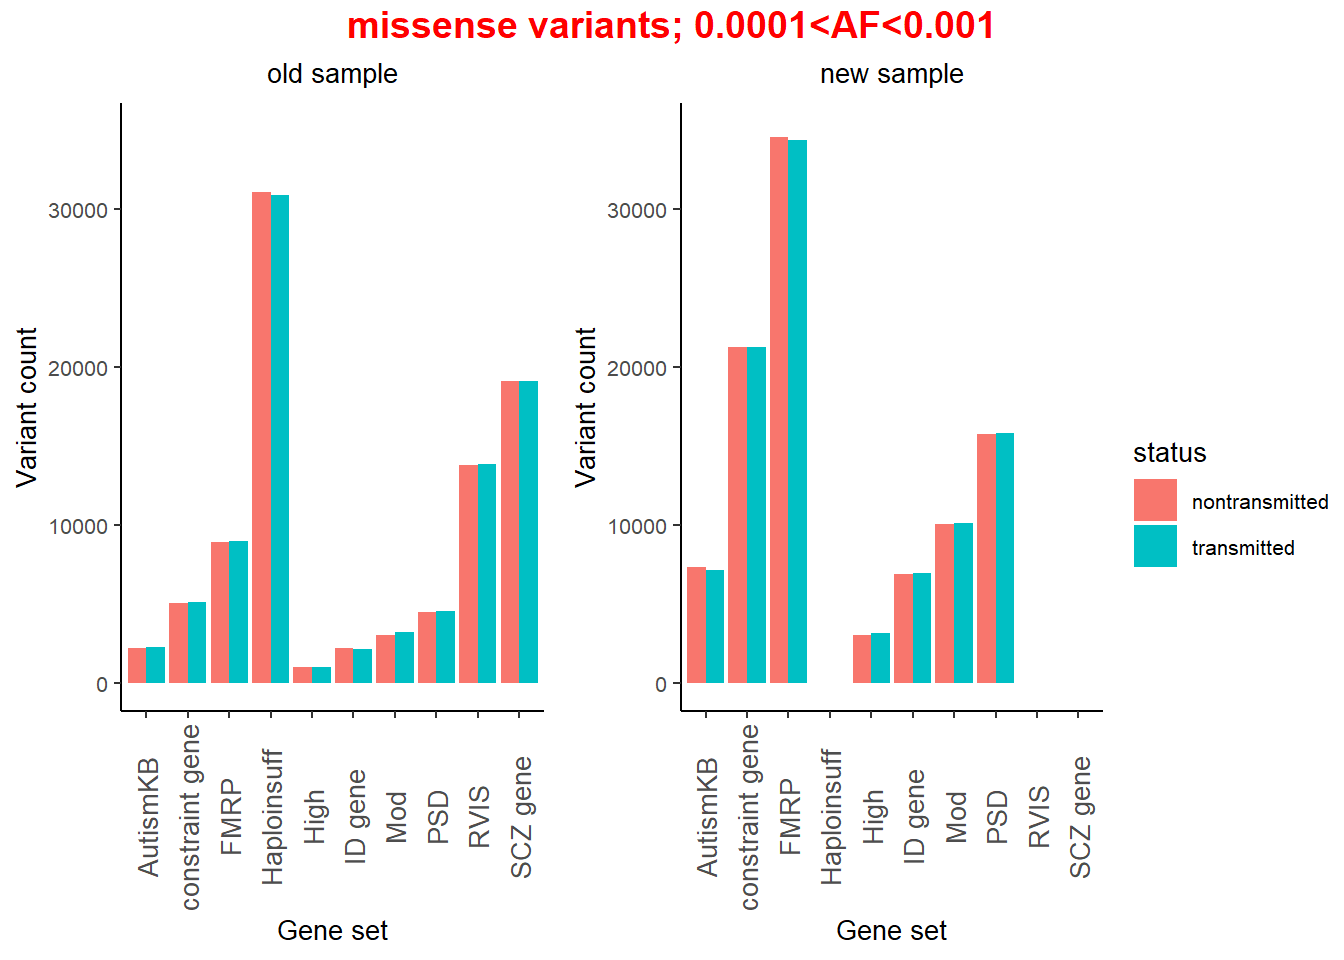 missense variants; 0.0001<AF<0.001
old sample
new sample
Variant count
30000
20000
10000
0
AutismKB
constraint gene
FMRP
Haploinsuff
High
ID gene
Mod
PSD
RVIS
SCZ gene
Gene set
Variant count
30000
20000
10000
0
AutismKB
constraint gene
FMRP
Haploinsuff
High
ID gene
Mod
PSD
RVIS
SCZ gene
Gene set
status
nontransmitted
transmitted